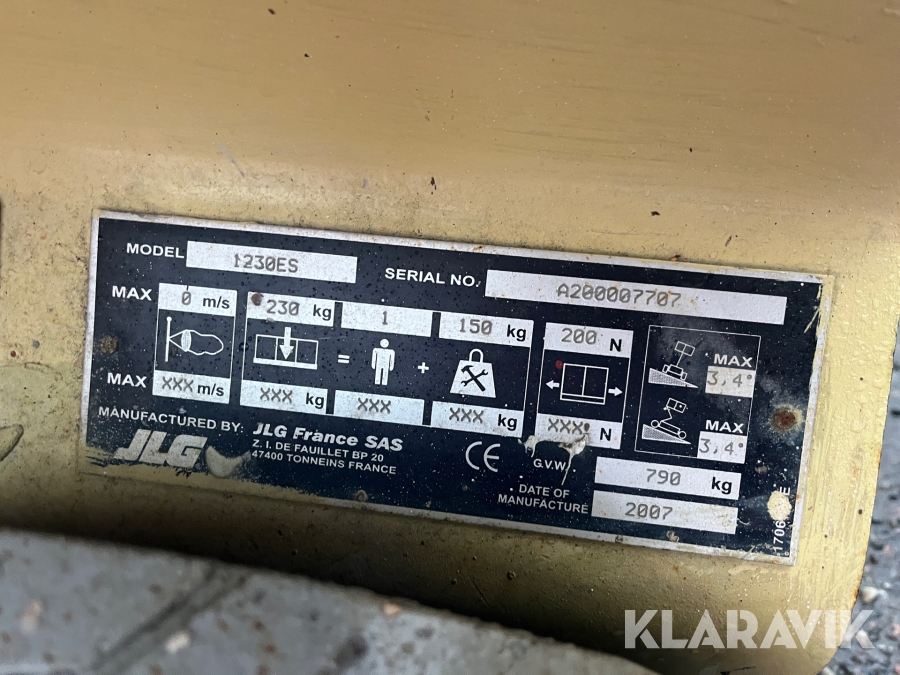 MODEL 1230ES SERIAL NO. A200007707
MAX 0 m/s 230 kg 1 150 kg 200 N MAX 3,4°
= +
MAX XXX m/s XXX kg XXX XXX kg XXX N MAX 3,4°
MANUFACTURED BY: JLG France SAS
Z. I. DE FAUILLET BP 20
47400 TONNEINS FRANCE
JLG
CE
G.V.W. 790 kg
DATE OF
MANUFACTURE 2007
KLARAVIK